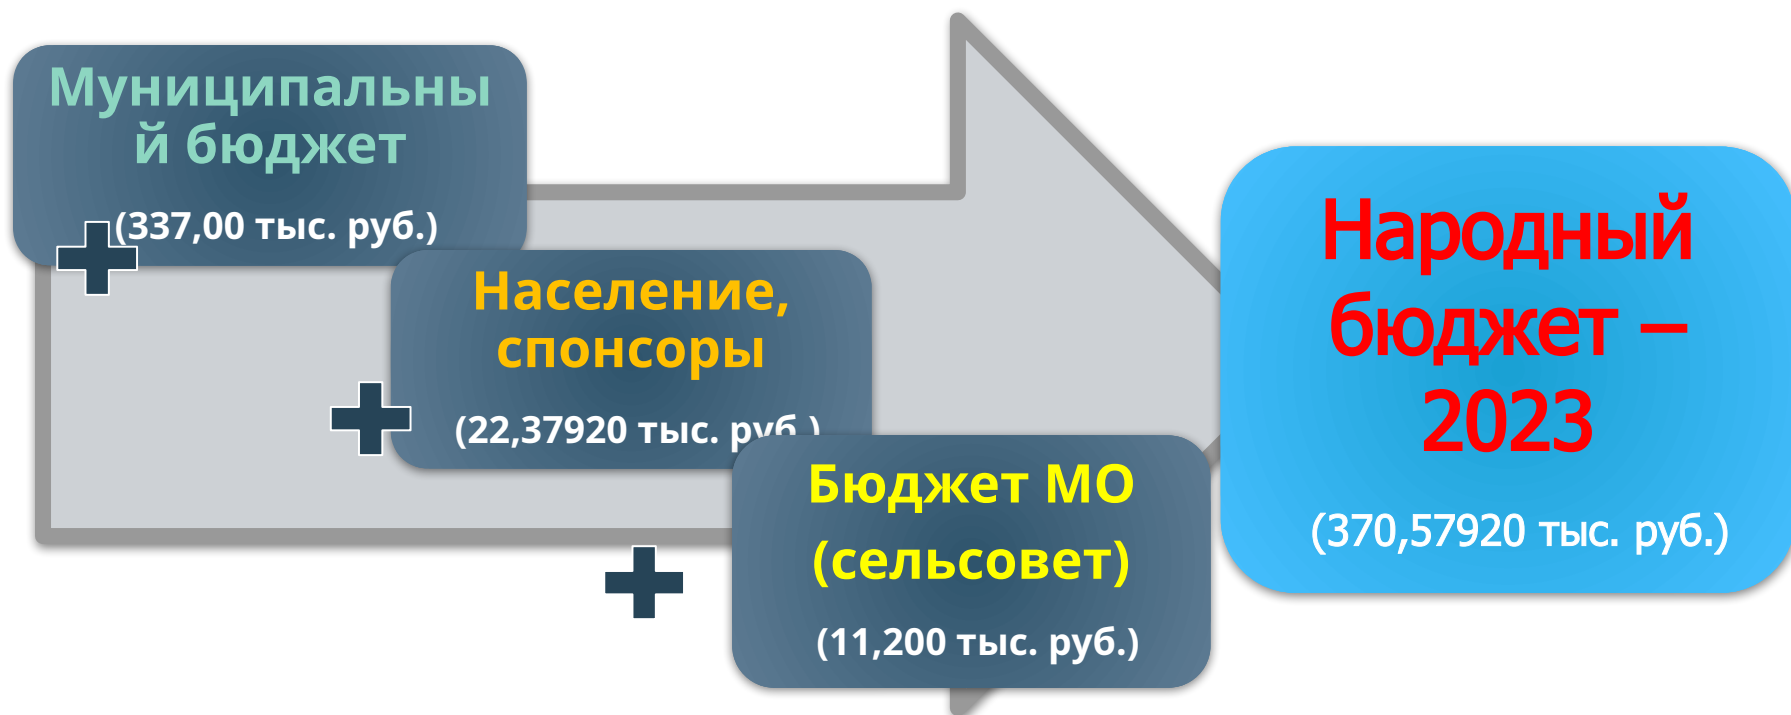 Муниципальны
й бюджет
(337,00 тыс. руб.)
Население,
спонсоры
(22,37920 тыс. руб.)
Бюджет МО
(сельсовет)
(11,200 тыс. руб.)
Народный
бюджет –
2023
(370,57920 тыс. руб.)